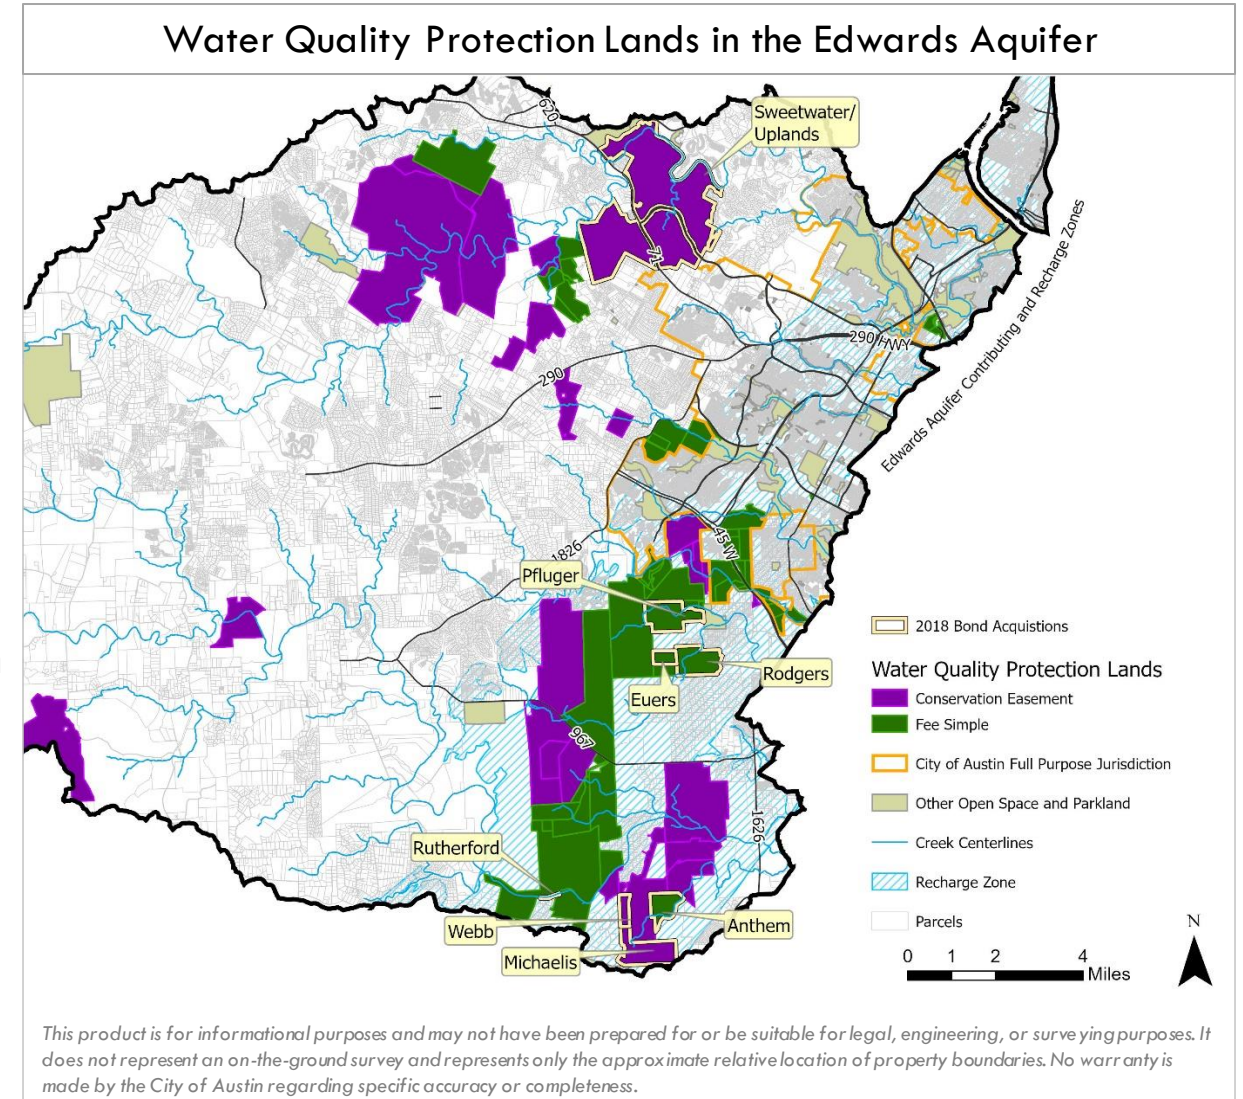 Water Quality Protection Lands in the Edwards Aquifer
620
Sweetwater/
Uplands
71
290 HWY
Edwards Aquifer Contributing and Recharge Zones
290
45 W
1826
Pfluger
Rodgers
Euers
967
1626
Rutherford
Webb
Anthem
Michaelis
2018 Bond Acquistions
Water Quality Protection Lands
Conservation Easement
Fee Simple
City of Austin Full Purpose Jurisdiction
Other Open Space and Parkland
Creek Centerlines
Recharge Zone
Parcels
N
0 1 2 4
Miles
This product is for informational purposes and may not have been prepared for or be suitable for legal, engineering, or surveying purposes. It
does not represent an on-the-ground survey and represents only the approximate relative location of property boundaries. No warranty is
made by the City of Austin regarding specific accuracy or completeness.